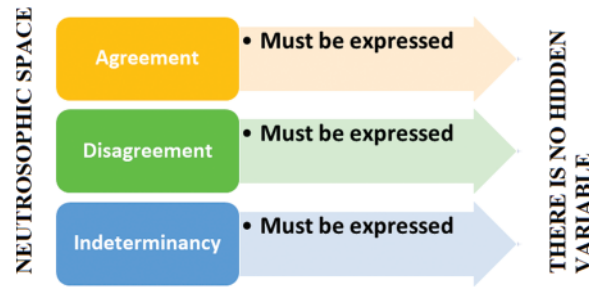 NEUTROSOPHIC SPACE
Agreement
• Must be expressed
Disagreement
• Must be expressed
Indeterminancy
• Must be expressed
THERE IS NO HIDDEN
VARIABLE